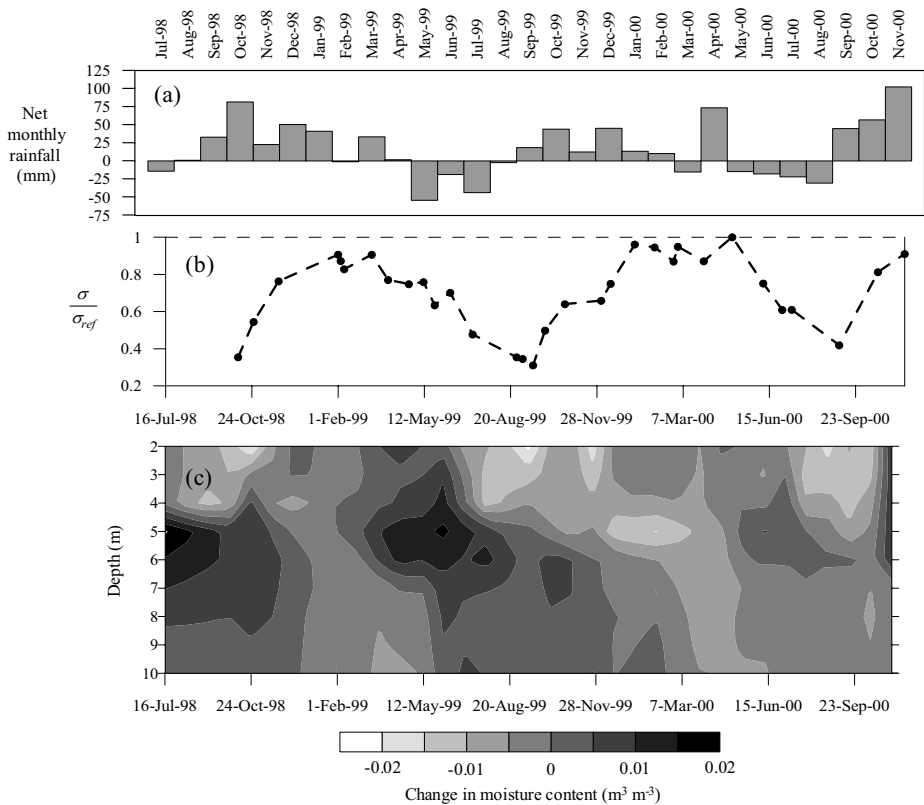 Jul-98 Aug-98 Sep-98 Oct-98 Nov-98 Dec-98 Jan-99 Feb-99 Mar-99 Apr-99 May-99 Jun-99 Jul-99 Aug-99 Sep-99 Oct-99 Nov-99 Dec-99 Jan-00 Feb-00 Mar-00 Apr-00 May-00 Jun-00 Jul-00 Aug-00 Sep-00 Oct-00 Nov-00
125
100
75
50
25
0
-25
-50
-75
(a)
Net
monthly
rainfall
(mm)
1
0.8
0.6
0.4
0.2
(b)
σ
σref
16-Jul-98 24-Oct-98 1-Feb-99 12-May-99 20-Aug-99 28-Nov-99 7-Mar-00 15-Jun-00 23-Sep-00
2
3
4
5
6
7
8
9
10
(c)
Depth (m)
16-Jul-98 24-Oct-98 1-Feb-99 12-May-99 20-Aug-99 28-Nov-99 7-Mar-00 15-Jun-00 23-Sep-00
-0.02 -0.01 0 0.01 0.02
Change in moisture content (m³ m⁻³)